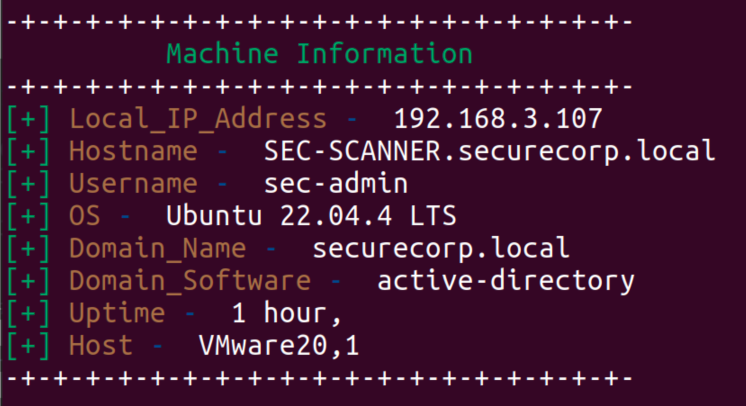 -+-+-+-+-+-+-+-+-+-+-+-+-+-+-+-+-+-+-+-
Machine Information
-+-+-+-+-+-+-+-+-+-+-+-+-+-+-+-+-+-+-+-
[+] Local_IP_Address -  192.168.3.107
[+] Hostname -  SEC-SCANNER.securecorp.local
[+] Username -  sec-admin
[+] OS -  Ubuntu 22.04.4 LTS
[+] Domain_Name -  securecorp.local
[+] Domain_Software -  active-directory
[+] Uptime -  1 hour,
[+] Host -  VMware20,1
-+-+-+-+-+-+-+-+-+-+-+-+-+-+-+-+-+-+-+-